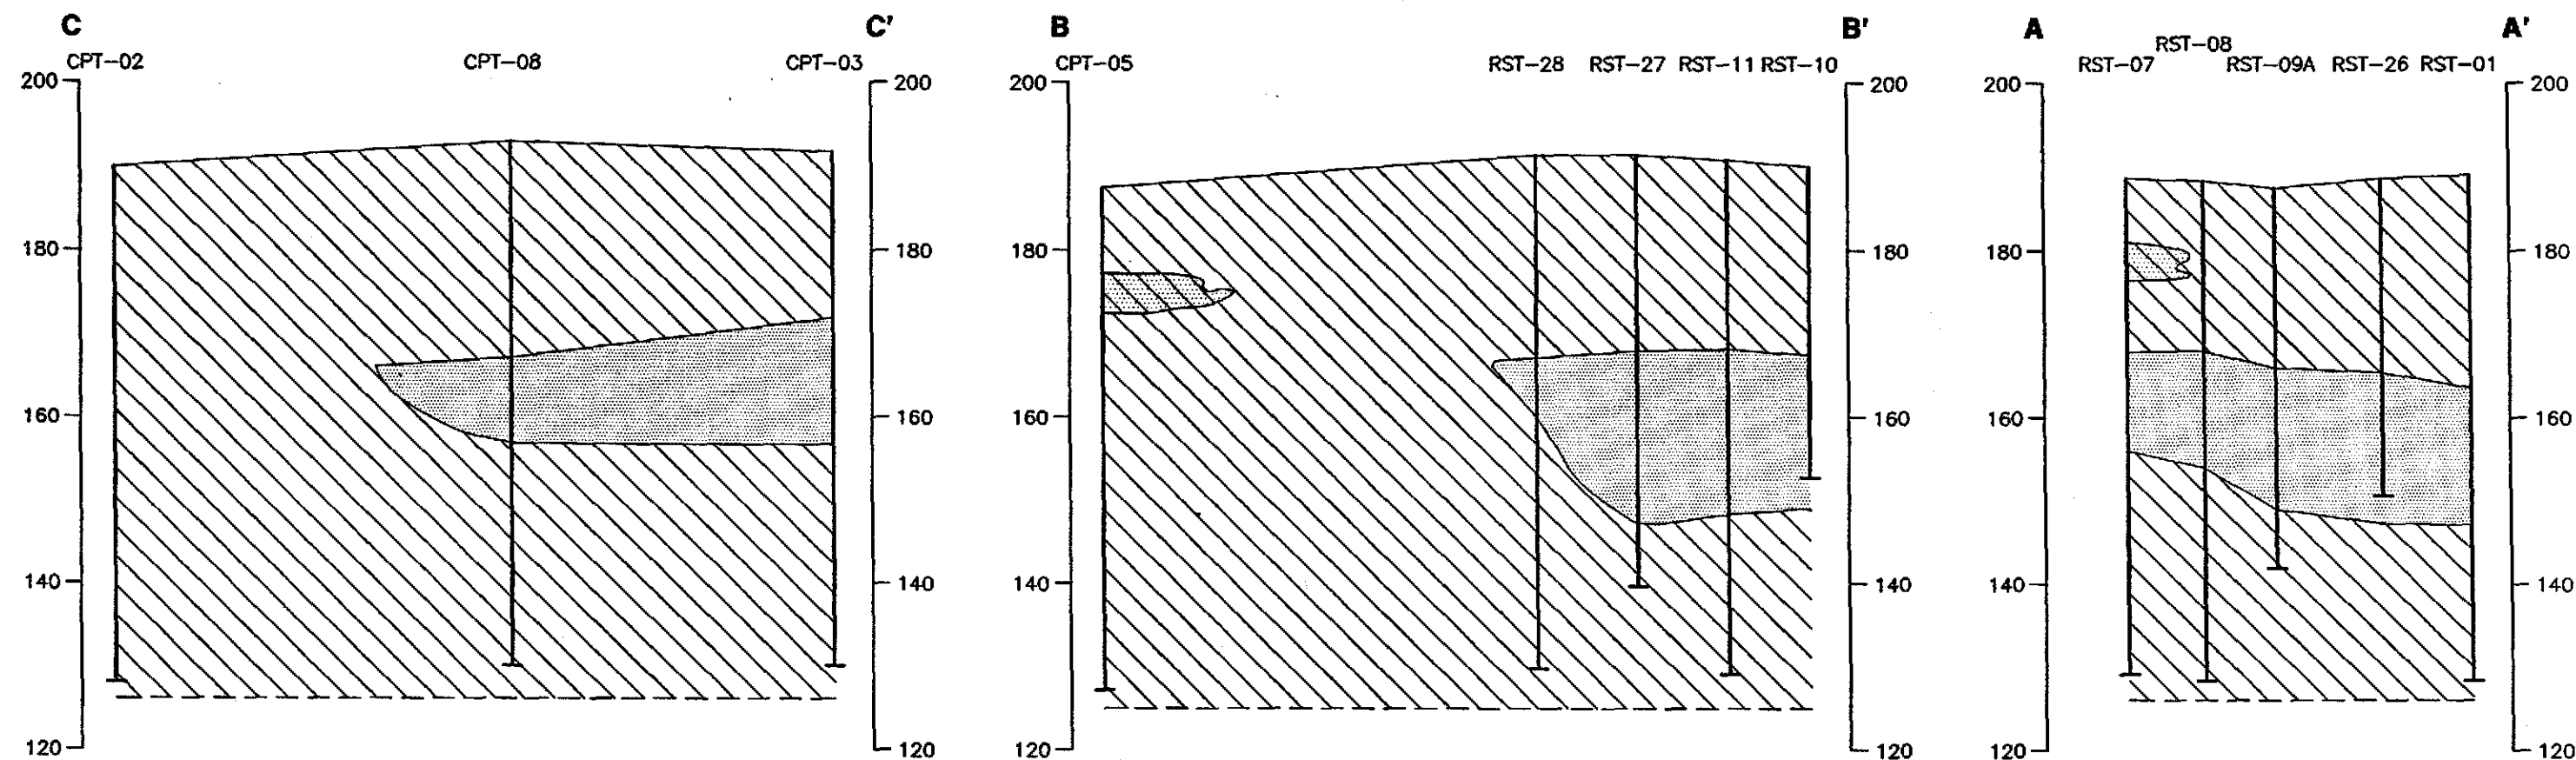 C C'
CPT-02 CPT-08 CPT-03
200 200
180 180
160 160
140 140
120 120
B B'
CPT-05 RST-28 RST-27 RST-11 RST-10
200 200
180 180
160 160
140 140
120 120
A A'
RST-08
RST-07 RST-09A RST-26 RST-01
200 200
180 180
160 160
140 140
120 120